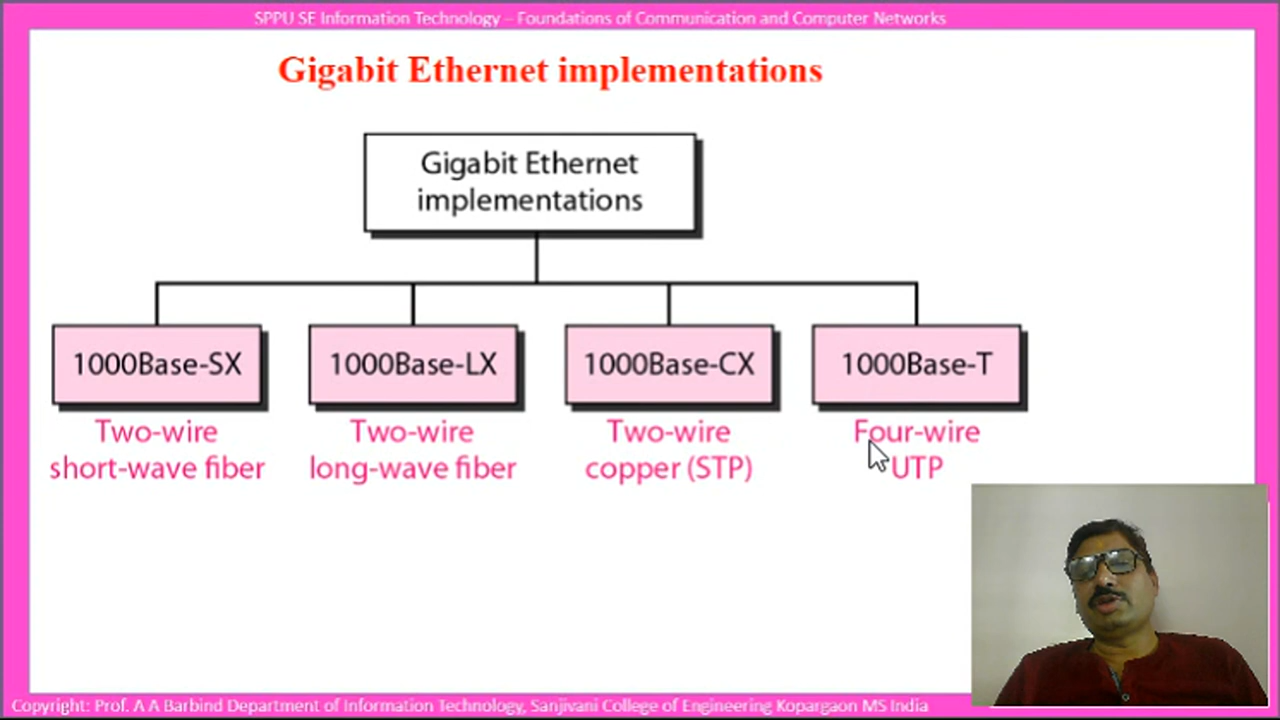 SPPU SE Information Technology – Foundations of Communication and Computer Networks
Gigabit Ethernet implementations
Gigabit Ethernet
implementations
1000Base-SX
1000Base-LX
1000Base-CX
1000Base-T
Two-wire
short-wave fiber
Two-wire
long-wave fiber
Two-wire
copper (STP)
Four-wire
UTP
Copyright: Prof. A A Barbind Department of Information Technology, Sanjivani College of Engineering Kopargaon MS India